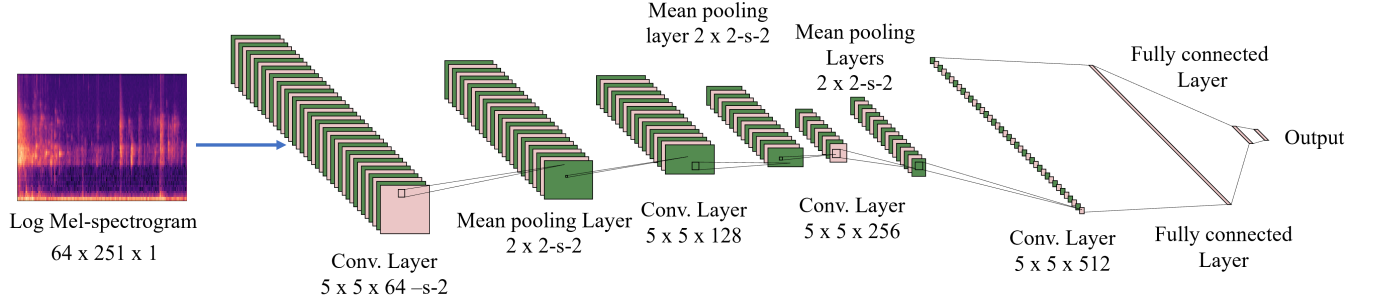 Log Mel-spectrogram
64 x 251 x 1
Conv. Layer
5 x 5 x 64 –s-2
Mean pooling Layer
2 x 2-s-2
Conv. Layer
5 x 5 x 128
Mean pooling
layer 2 x 2-s-2
Conv. Layer
5 x 5 x 256
Mean pooling
Layers
2 x 2-s-2
Conv. Layer
5 x 5 x 512
Fully connected
Layer
Fully connected
Layer
Output